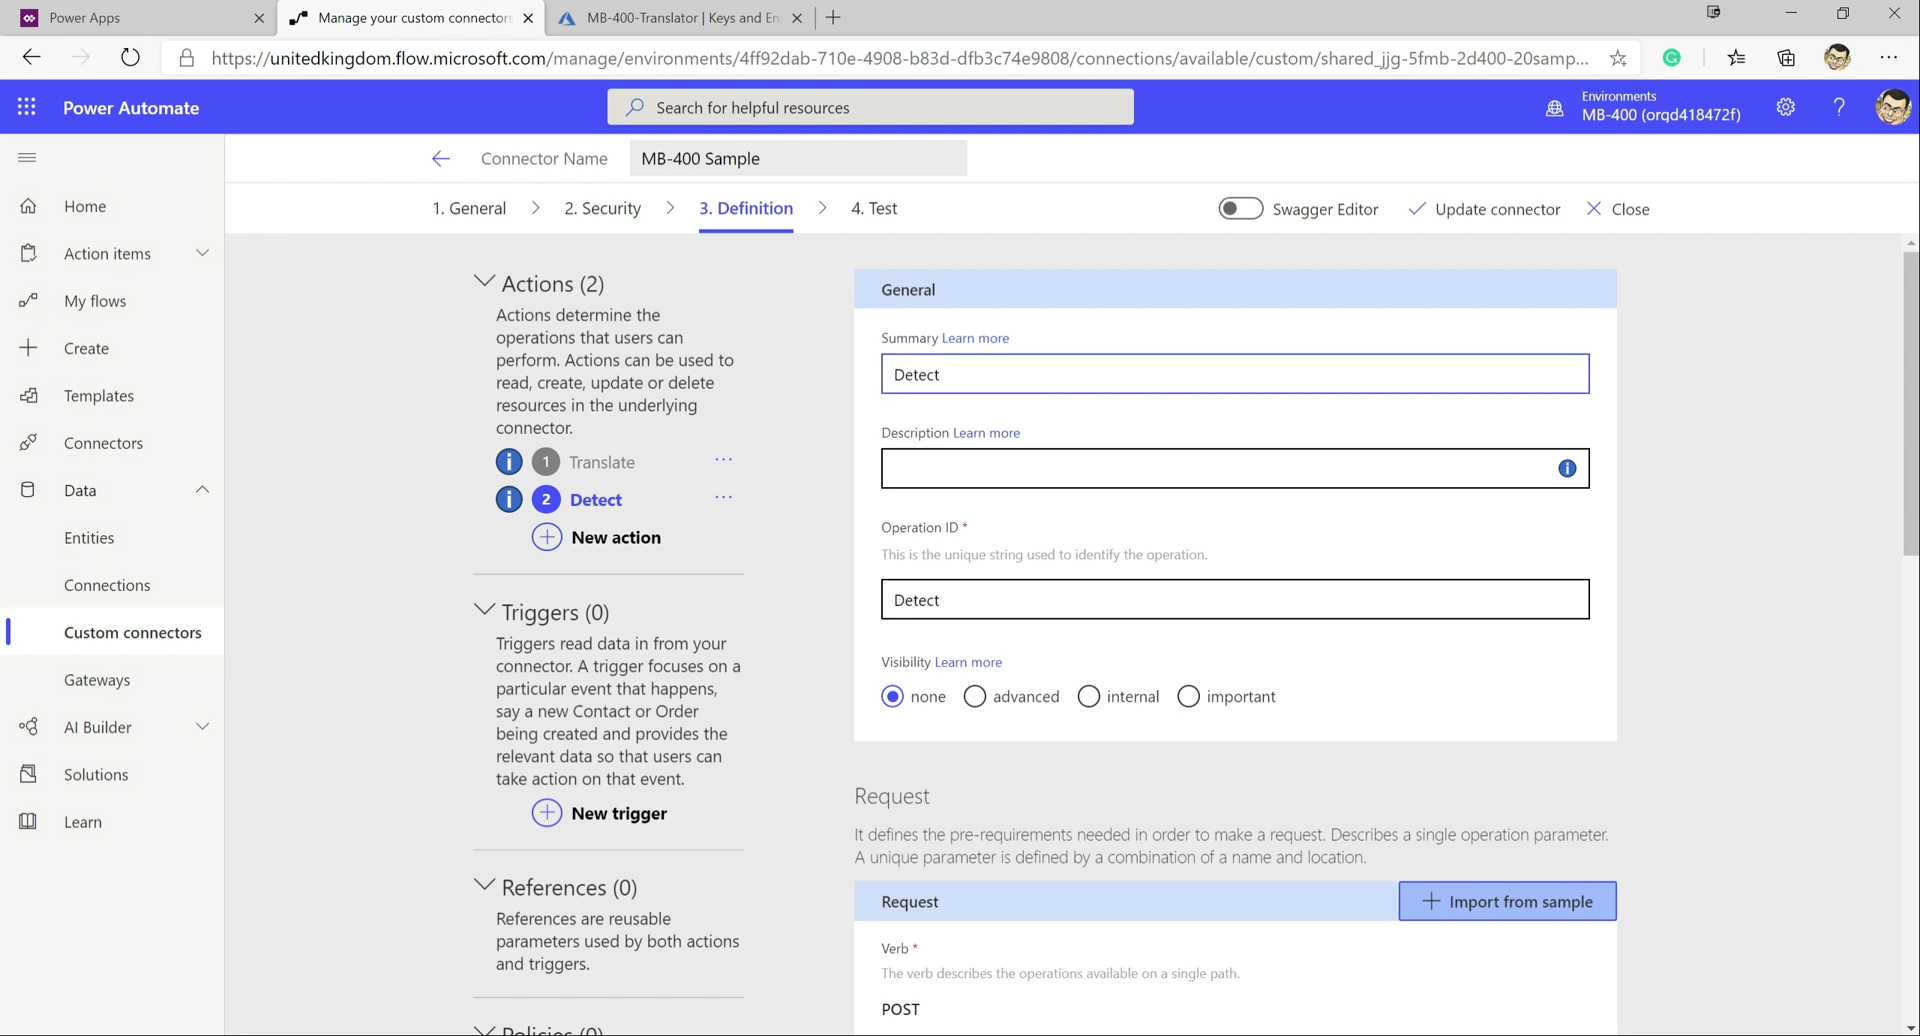 Power Apps
Manage your custom connectors
MB-400-Translator | Keys and En
https://unitedkingdom.flow.microsoft.com/manage/environments/4ff92dab-710e-4908-b83d-dfb3c74e9808/connections/available/custom/shared_jjg-5fmb-2d400-20samp...
Power Automate
Search for helpful resources
Environments
MB-400 (orqd418472f)
?
Connector Name
MB-400 Sample
1. General
2. Security
3. Definition
4. Test
Swagger Editor
Update connector
Close
Home
Action items
My flows
Create
Templates
Connectors
Data
Entities
Connections
Custom connectors
Gateways
AI Builder
Solutions
Learn
Actions (2)
Actions determine the
operations that users can
perform. Actions can be used to
read, create, update or delete
resources in the underlying
connector.
i 1 Translate ...
i 2 Detect ...
New action
Triggers (0)
Triggers read data in from your
connector. A trigger focuses on a
particular event that happens,
say a new Contact or Order
being created and provides the
relevant data so that users can
take action on that event.
New trigger
References (0)
References are reusable
parameters used by both actions
and triggers.
Policies (0)
General
Summary Learn more
Detect
Description Learn more
i
Operation ID *
This is the unique string used to identify the operation.
Detect
Visibility Learn more
none advanced internal important
Request
It defines the pre-requirements needed in order to make a request. Describes a single operation parameter.
A unique parameter is defined by a combination of a name and location.
Request
Import from sample
Verb *
The verb describes the operations available on a single path.
POST